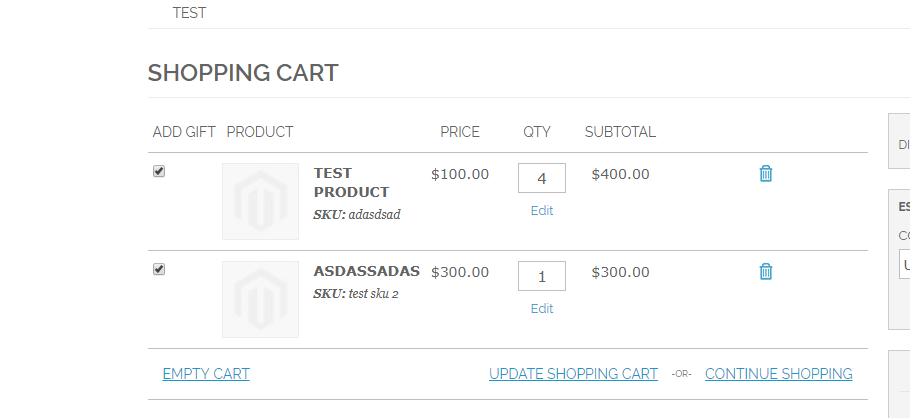 TEST
SHOPPING CART
ADD GIFT PRODUCT PRICE QTY SUBTOTAL
TEST PRODUCT $100.00 4 $400.00
SKU: adasdsad Edit
ASDASSADAS $300.00 1 $300.00
SKU: test sku 2 Edit
EMPTY CART UPDATE SHOPPING CART -OR- CONTINUE SHOPPING
DI
ES
CO
U